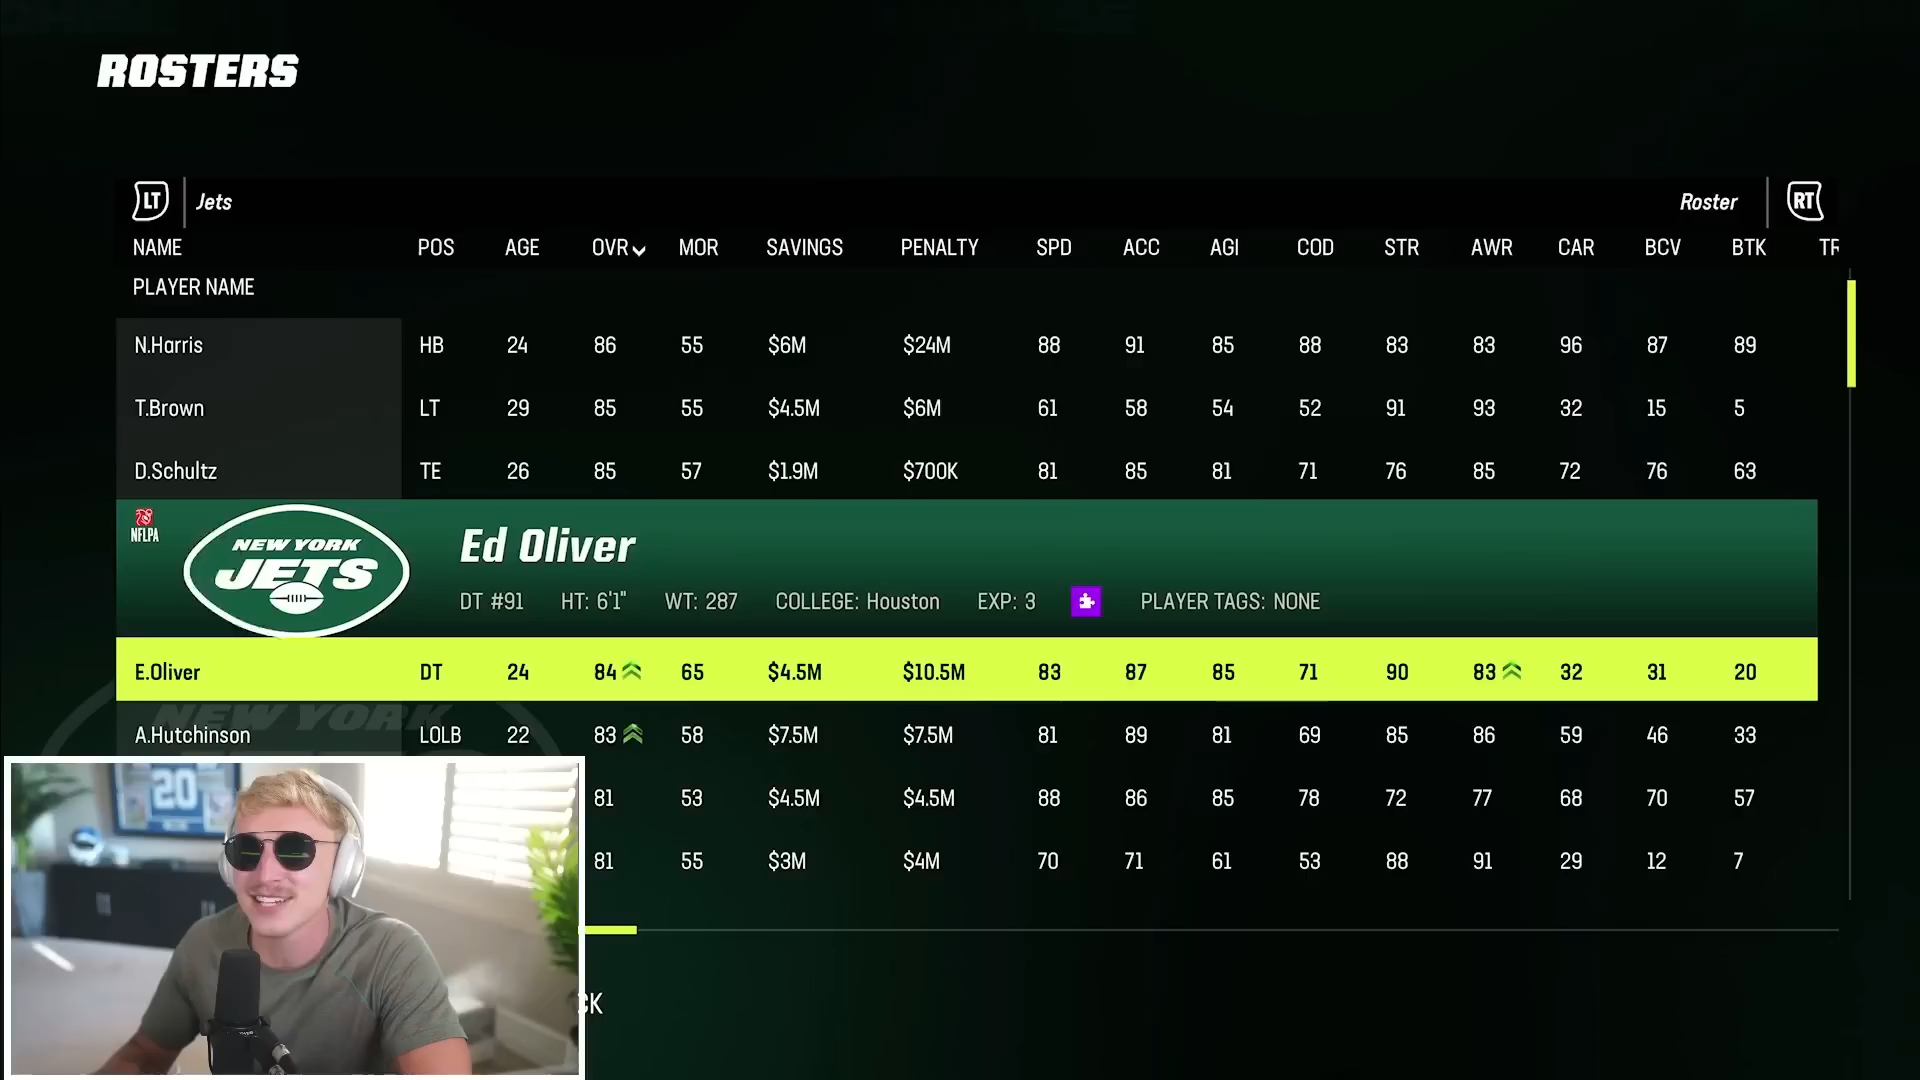 ROSTERS
LT Jets Roster RT
NAME POS AGE OVR MOR SAVINGS PENALTY SPD ACC AGI COD STR AWR CAR BCV BTK TR
PLAYER NAME
N.Harris HB 24 86 55 $6M $24M 88 91 85 88 83 83 96 87 89
T.Brown LT 29 85 55 $4.5M $6M 61 58 54 52 91 93 32 15 5
D.Schultz TE 26 85 57 $1.9M $700K 81 85 81 71 76 85 72 76 63
NFLPA
NEW YORK
JETS
Ed Oliver
DT #91 HT: 6'1" WT: 287 COLLEGE: Houston EXP: 3 PLAYER TAGS: NONE
E.Oliver DT 24 84 65 $4.5M $10.5M 83 87 85 71 90 83 32 31 20
NEW YORK
A.Hutchinson LOLB 22 83 58 $7.5M $7.5M 81 89 81 69 85 86 59 46 33
81 53 $4.5M $4.5M 88 86 85 78 72 77 68 70 57
81 55 $3M $4M 70 71 61 53 88 91 29 12 7
20
CK